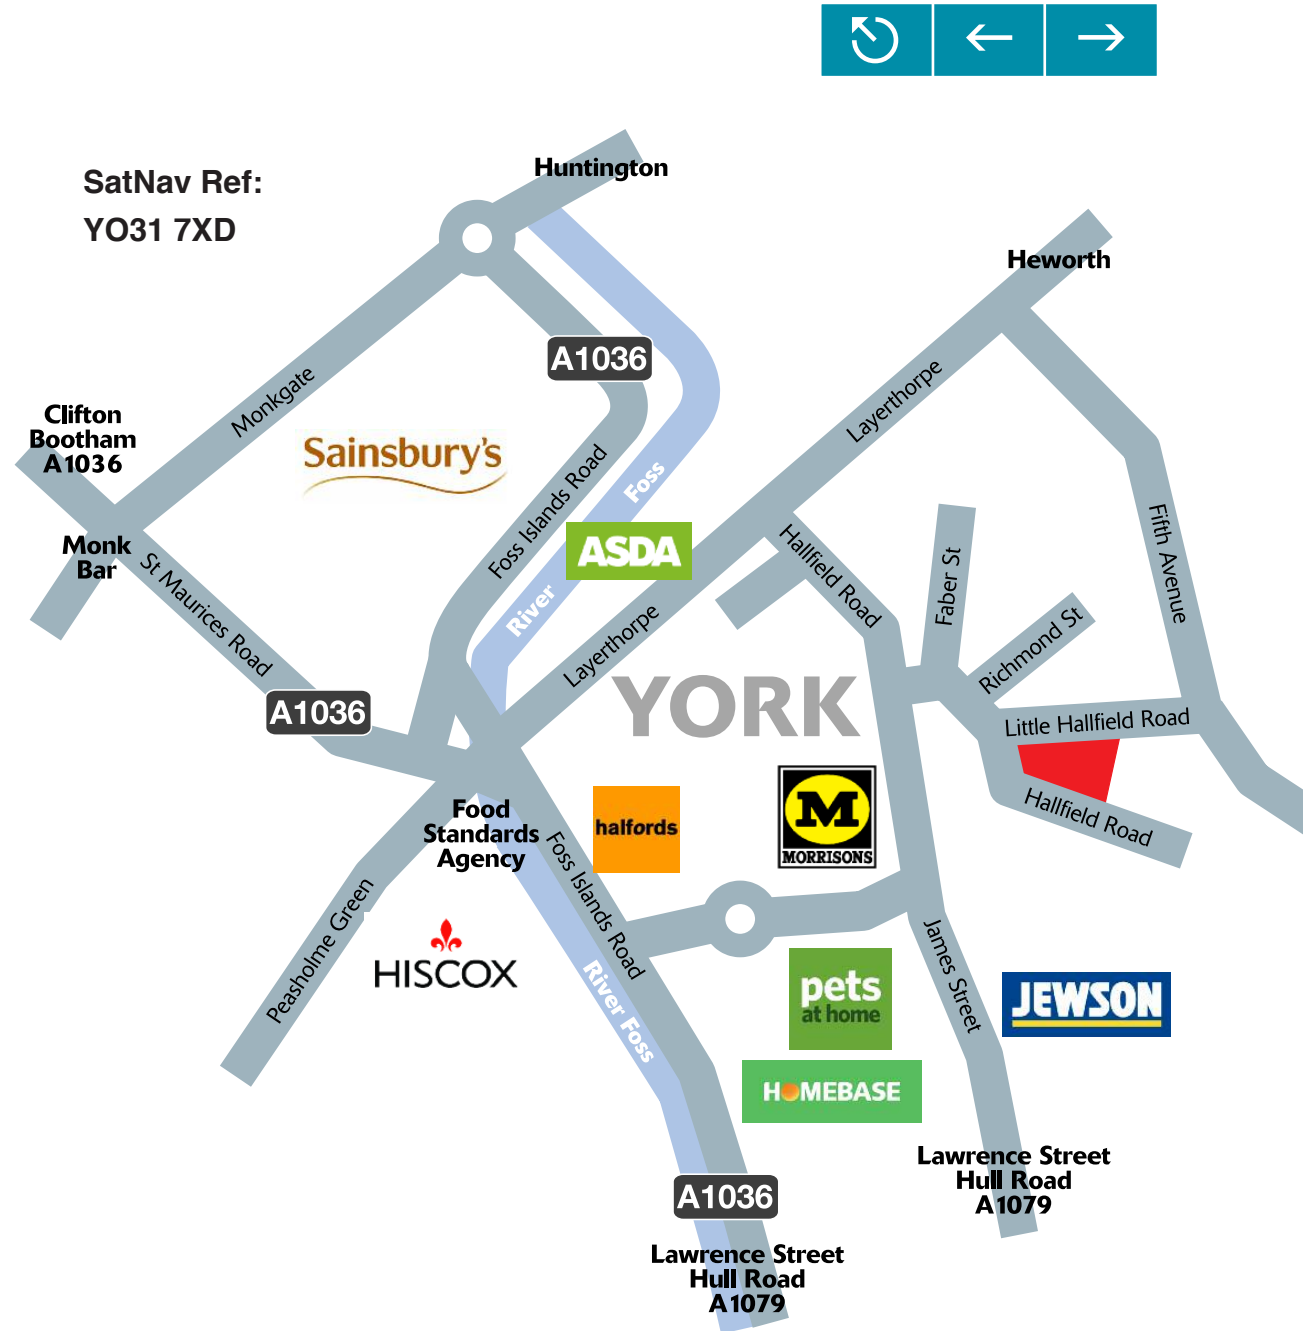 SatNav Ref:
YO31 7XD
Huntington
Heworth
A1036
Monkgate
Layerthorpe
Clifton
Bootham
A1036
Sainsbury's
Foss Islands Road
Foss
Fifth Avenue
Monk
Bar
St Maurices Road
ASDA
Hallfield Road
Faber St
River
Layerthorpe
Richmond St
A1036
YORK
Little Hallfield Road
Food
Standards
Agency
halfords
M
MORRISONS
Hallfield Road
Foss Islands Road
Peasholme Green
HISCOX
River Foss
pets
at home
James Street
JEWSON
HOMEBASE
Lawrence Street
Hull Road
A1079
A1036
Lawrence Street
Hull Road
A1079